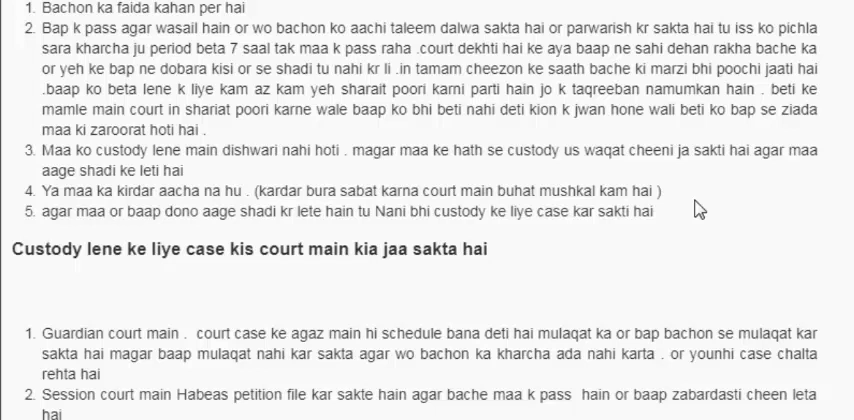 1. Bachon ka faida kahan per hai
2. Bap k pass agar wasail hain or wo bachon ko aachi taleem dalwa sakta hai or parwarish kr sakta hai tu iss ko pichla
sara kharcha ju period beta 7 saal tak maa k pass raha .court dekhti hai ke aya baap ne sahi dehan rakha bache ka
or yeh ke bap ne dobara kisi or se shadi tu nahi kr li .in tamam cheezon ke saath bache ki marzi bhi poochi jaati hai
.baap ko beta lene k liye kam az kam yeh sharait poori karni parti hain jo k taqreeban namumkan hain . beti ke
mamle main court in shariat poori karne wale baap ko bhi beti nahi deti kion k jwan hone wali beti ko bap se ziada
maa ki zaroorat hoti hai .
3. Maa ko custody lene main dishwari nahi hoti . magar maa ke hath se custody us waqat cheeni ja sakti hai agar maa
aage shadi ke leti hai
4. Ya maa ka kirdar aacha na hu . (kardar bura sabat karna court main buhat mushkal kam hai )
5. agar maa or baap dono aage shadi kr lete hain tu Nani bhi custody ke liye case kar sakti hai
Custody lene ke liye case kis court main kia jaa sakta hai
1. Guardian court main . court case ke agaz main hi schedule bana deti hai mulaqat ka or bap bachon se mulaqat kar
sakta hai magar baap mulaqat nahi kar sakta agar wo bachon ka kharcha ada nahi karta . or younhi case chalta
rehta hai
2. Session court main Habeas petition file kar sakte hain agar bache maa k pass hain or baap zabardasti cheen leta
hai